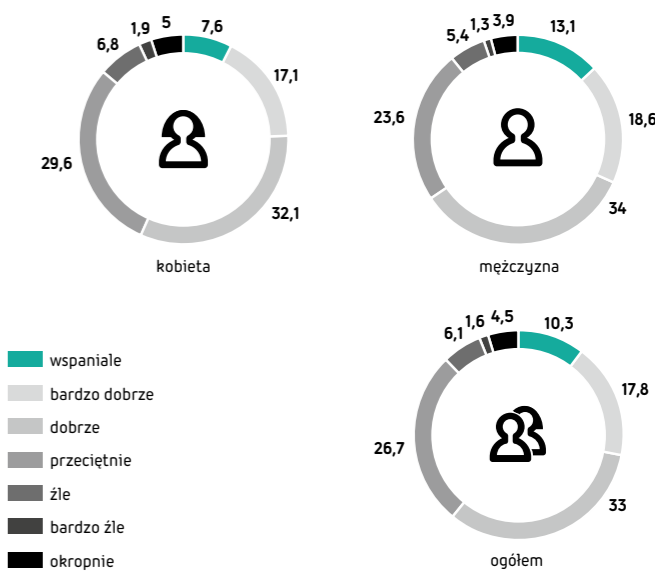 7,6
17,1
32,1
29,6
6,8
1,9
5
kobieta
13,1
18,6
34
23,6
5,4
1,3
3,9
mężczyzna
wspaniale
bardzo dobrze
dobrze
przeciętnie
źle
bardzo źle
okropnie
10,3
17,8
33
26,7
6,1
1,6
4,5
ogółem